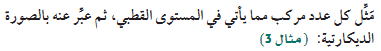 مَثِّل كل عدد مركب مما يأتي في المستوى القطبي، ثم عبِّر عنه بالصورة
الديكارتية: (مثال 3)